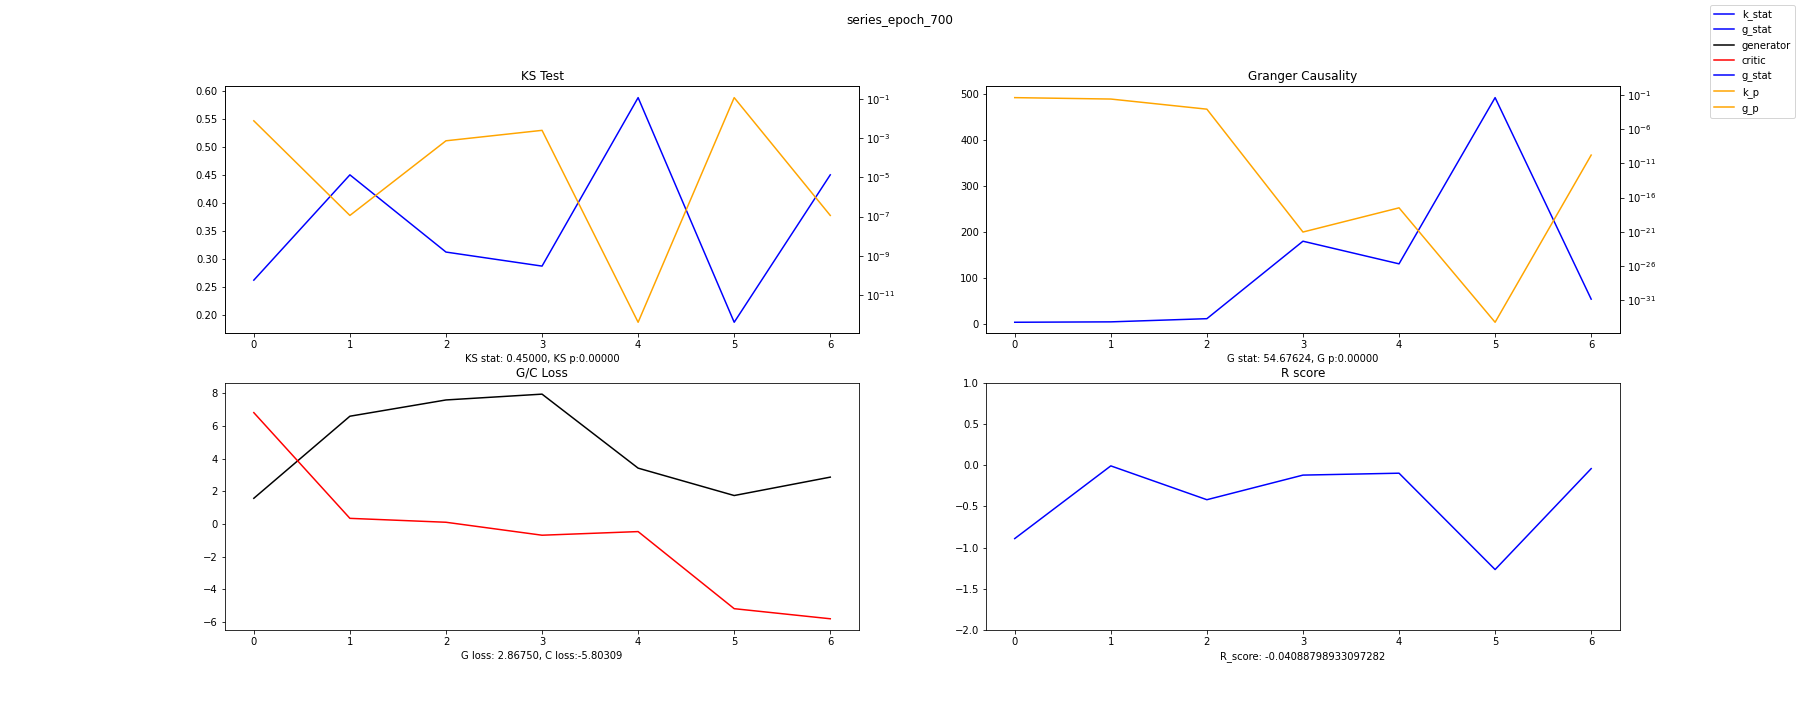 series_epoch_700
k_stat
g_stat
generator
critic
g_stat
k_p
g_p
KS Test
0.60
0.55
0.50
0.45
0.40
0.35
0.30
0.25
0.20
10⁻¹
10⁻³
10⁻⁵
10⁻⁷
10⁻⁹
10⁻¹¹
0 1 2 3 4 5 6
KS stat: 0.45000, KS p:0.00000
Granger Causality
500
400
300
200
100
0
10⁻¹
10⁻⁶
10⁻¹¹
10⁻¹⁶
10⁻²¹
10⁻²⁶
10⁻³¹
0 1 2 3 4 5 6
G stat: 54.67624, G p:0.00000
G/C Loss
8
6
4
2
0
−2
−4
−6
0 1 2 3 4 5 6
G loss: 2.86750, C loss:-5.80309
R score
1.0
0.5
0.0
−0.5
−1.0
−1.5
−2.0
0 1 2 3 4 5 6
R_score: -0.04088798933097282